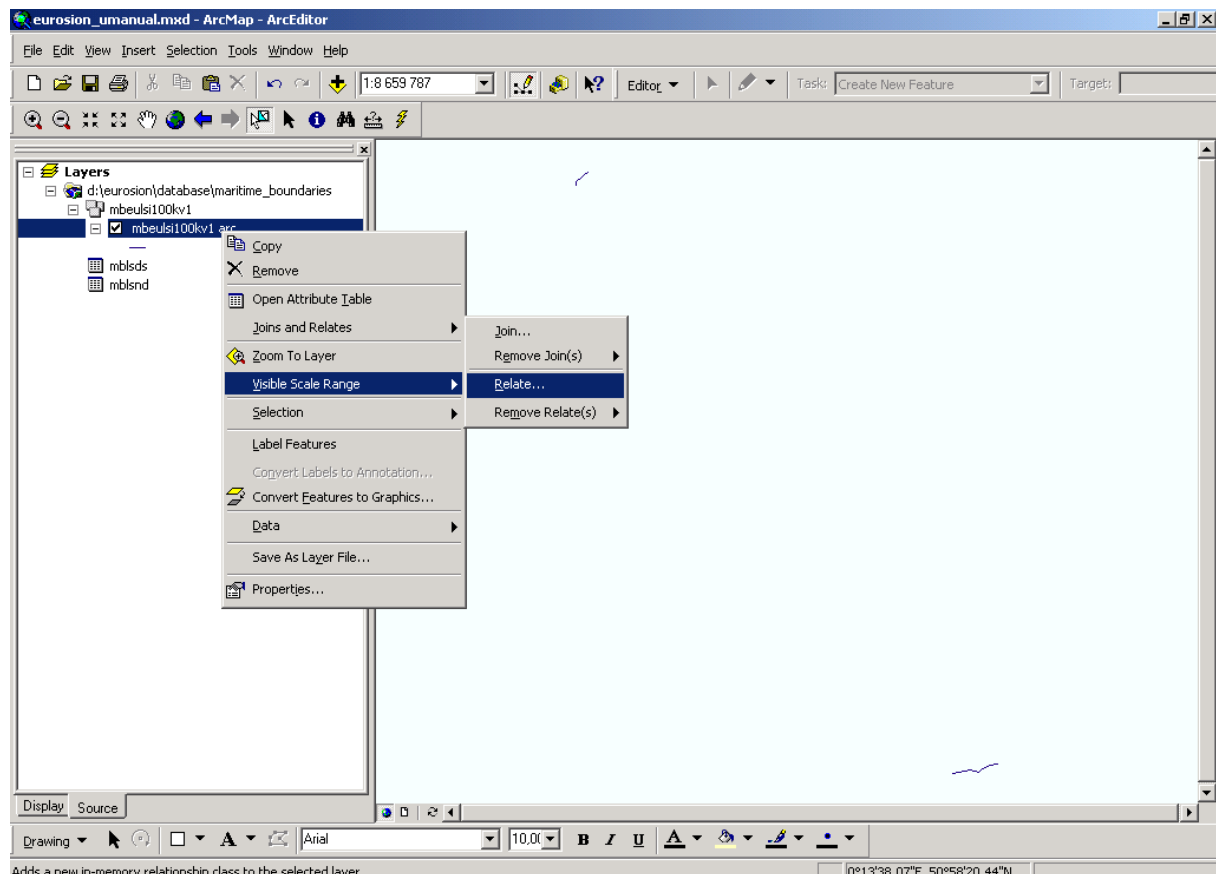 eurosion_umanual.mxd - ArcMap - ArcEditor
File Edit View Insert Selection Tools Window Help
1:8 659 787 Editor Task: Create New Feature Target:
Layers
d:\eurosion\database\maritime_boundaries
mbeulsi100kv1
mbeulsi100kv1 arc
mblsds
mblsnd
Copy
Remove
Open Attribute Table
Joins and Relates
Zoom To Layer
Visible Scale Range
Selection
Label Features
Convert Labels to Annotation...
Convert Features to Graphics...
Data
Save As Layer File...
Properties...
Join...
Remove Join(s)
Relate...
Remove Relate(s)
Display Source
Drawing A Arial 10,0 B I U A
Adds a new in-memory relationship class to the selected layer 0°13'38.07"E 50°58'20.44"N